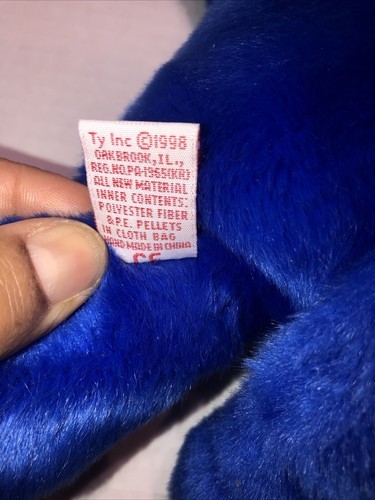 Ty Inc ©1998
OAKBROOK,IL.,
REG.NO.PA-1965(KR)
ALL NEW MATERIAL
INNER CONTENTS:
POLYESTER FIBER
&P.E. PELLETS
IN CLOTH BAG
HAND MADE IN CHINA
CE